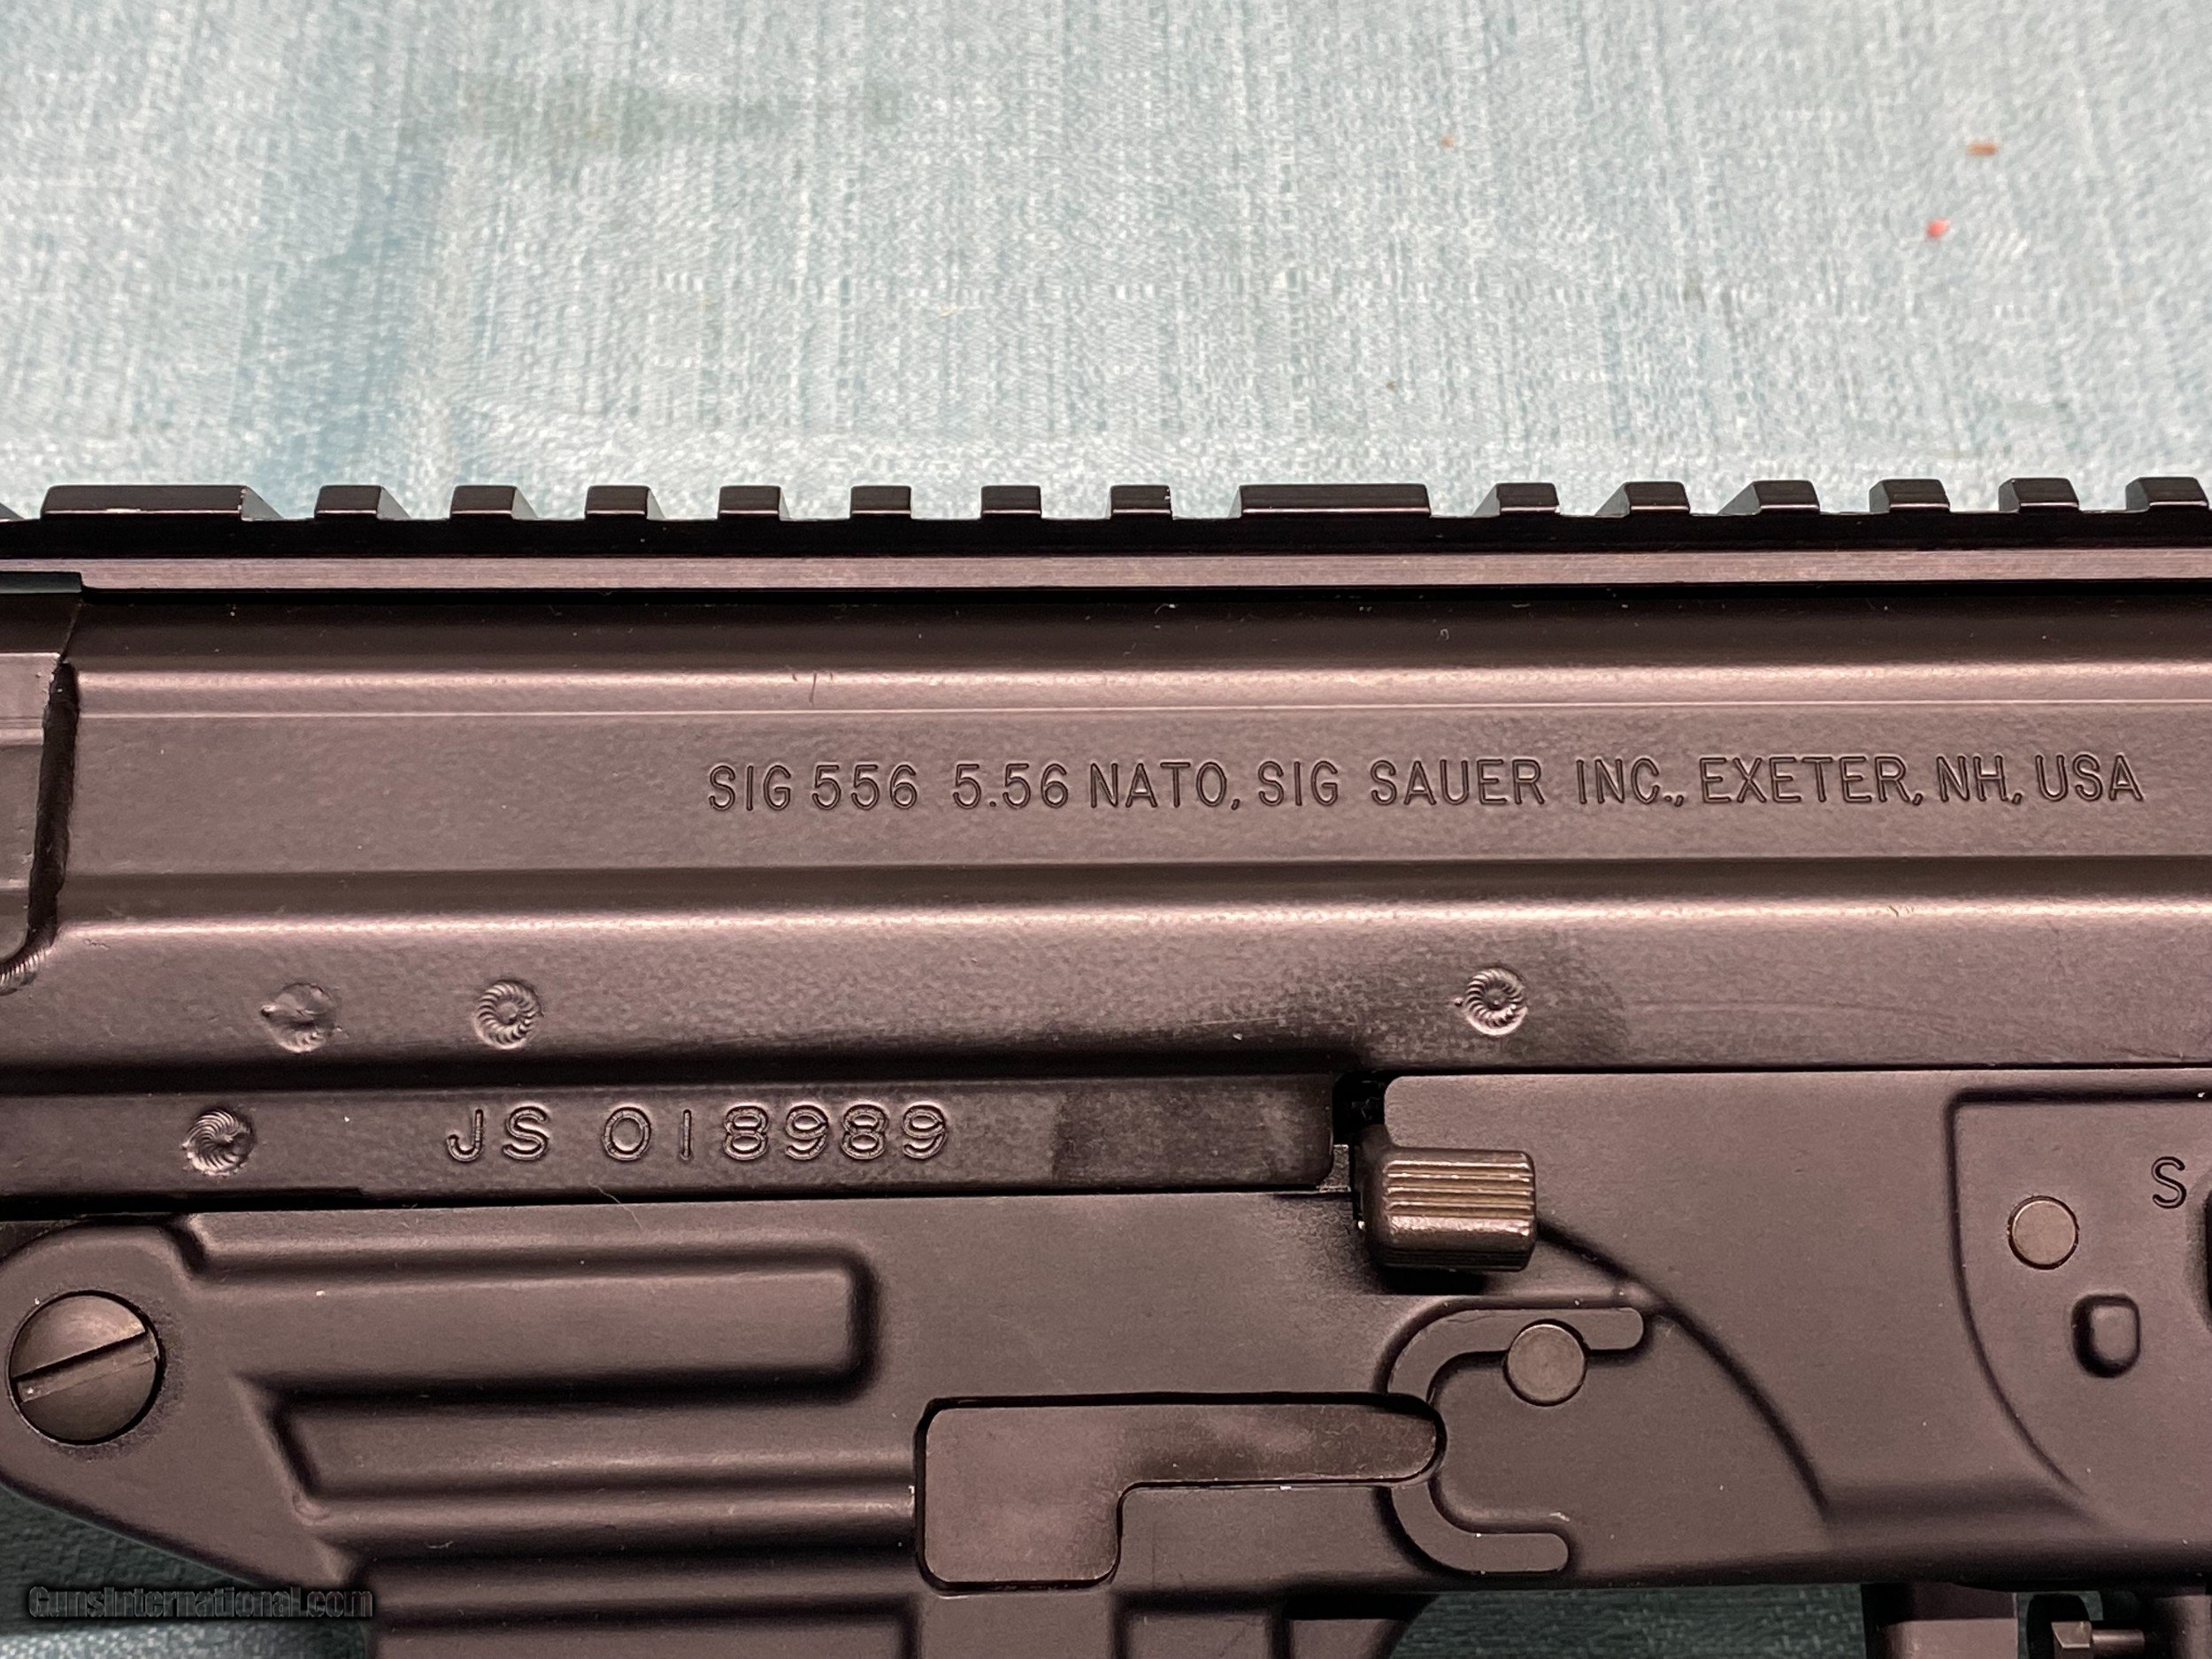 SIG 556 5.56 NATO, SIG SAUER INC., EXETER, NH, USA
JS 018989
S
GunsInternational.com